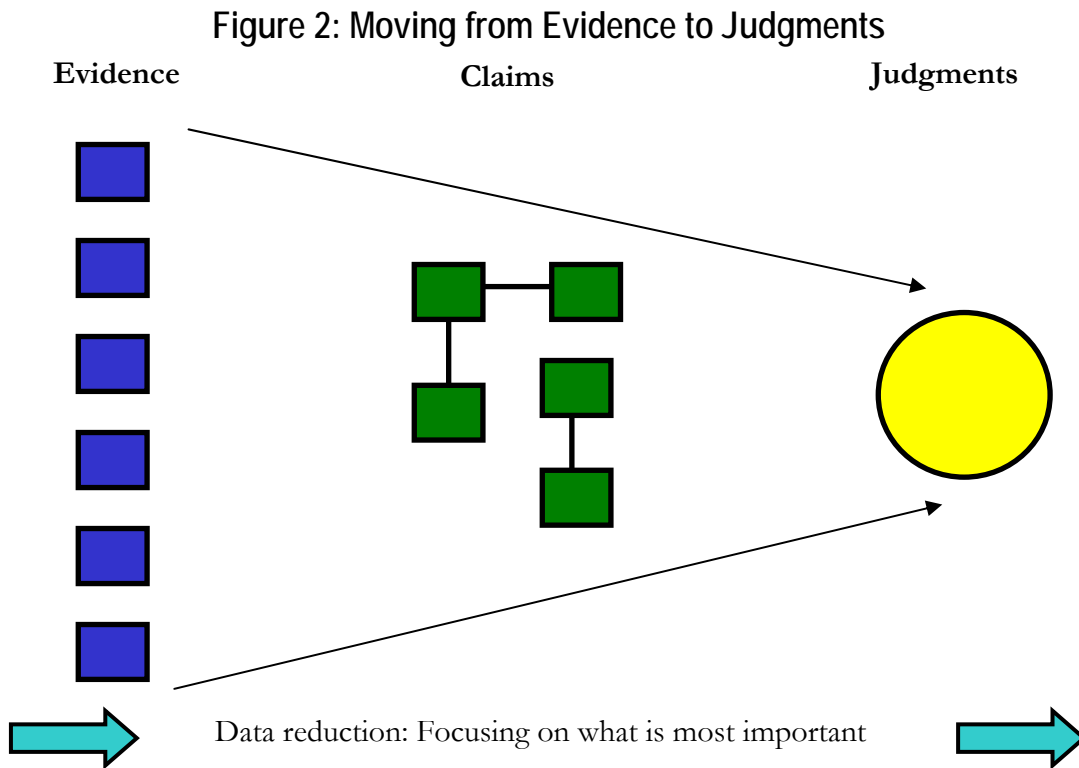 Figure 2: Moving from Evidence to Judgments
Evidence
Claims
Judgments
Data reduction: Focusing on what is most important